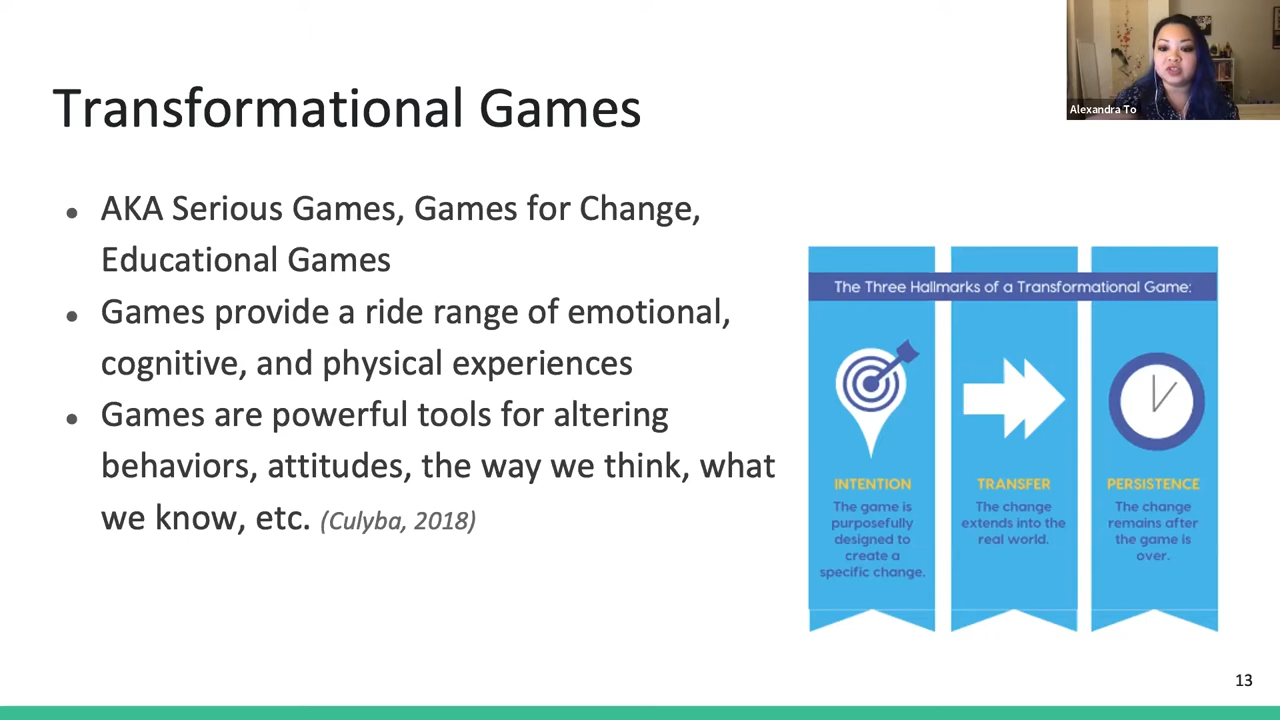 Alexandra To
Transformational Games
AKA Serious Games, Games for Change,
Educational Games
Games provide a ride range of emotional,
cognitive, and physical experiences
Games are powerful tools for altering
behaviors, attitudes, the way we think, what
we know, etc. (Culyba, 2018)
The Three Hallmarks of a Transformational Game:
INTENTION
The game is
purposefully
designed to
create a
specific change.
TRANSFER
The change
extends into the
real world.
PERSISTENCE
The change
remains after
the game is
over.
13